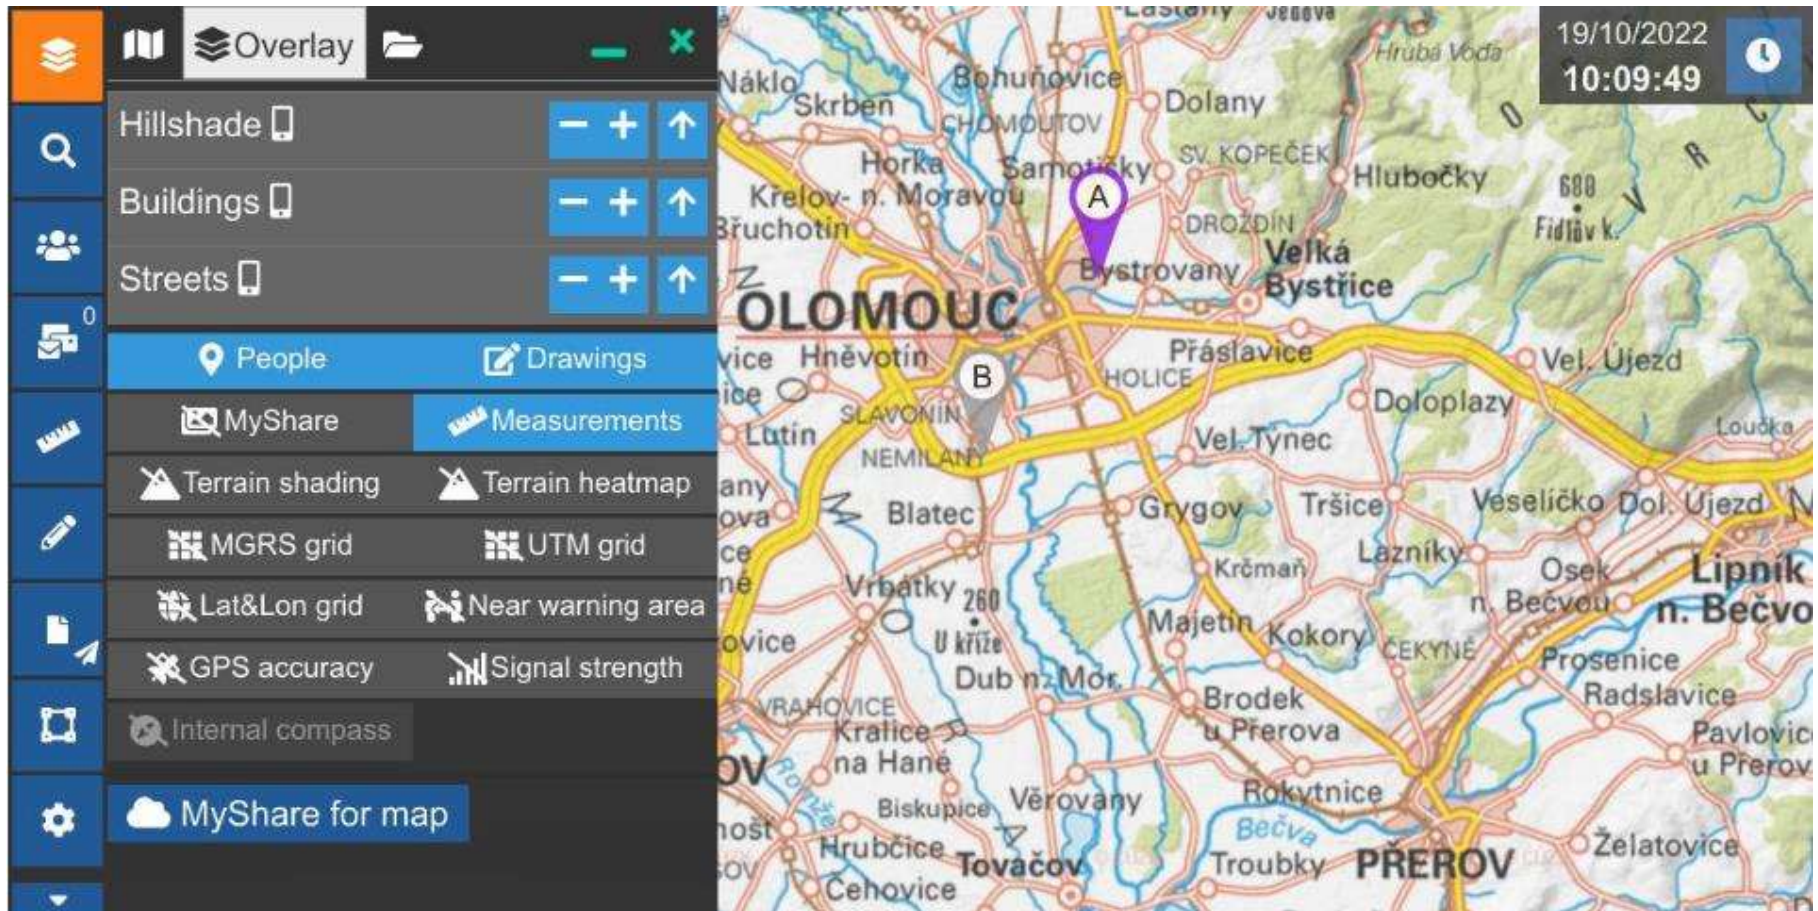 Overlay
Hillshade
Buildings
Streets
0
People
Drawings
MyShare
Measurements
Terrain shading
Terrain heatmap
MGRS grid
UTM grid
Lat&Lon grid
Near warning area
GPS accuracy
Signal strength
Internal compass
MyShare for map
19/10/2022
10:09:49
Hrubá Voda
Náklo
Bohuňovice
Skrbeň
Dolany
CHOMOUTOV
Horka
n. Moravou
Samotišky
SV. KOPEČEK
Hlubočky
Křelov-
Břuchotín
A
DROZDÍN
680
Fidlův k.
Bystrovany
Velká
Bystřice
OLOMOUC
Hněvotín
B
Přáslavice
HOLICE
Vel. Újezd
SLAVONÍN
Doloplazy
Loučka
Lutín
NEMILANY
Vel. Týnec
Blatec
Grygov
Tršice
Veselíčko
Dol. Újezd
Lazníky
Krčmaň
Osek
n. Bečvou
Lipník
n. Bečvo
Vrbátky
260
U kříže
Majetín
Kokory
ČEKYNĚ
Prosenice
Dub n. Mor.
Radslavice
VRAHOVICE
Brodek
u Přerova
Kralice
na Hané
Pavlovic
u Přerov
Romže
Biskupice
Věrovany
Rokytnice
Bečva
Hrubčice
Tovačov
Troubky
PŘEROV
Želatovice
Čehovice